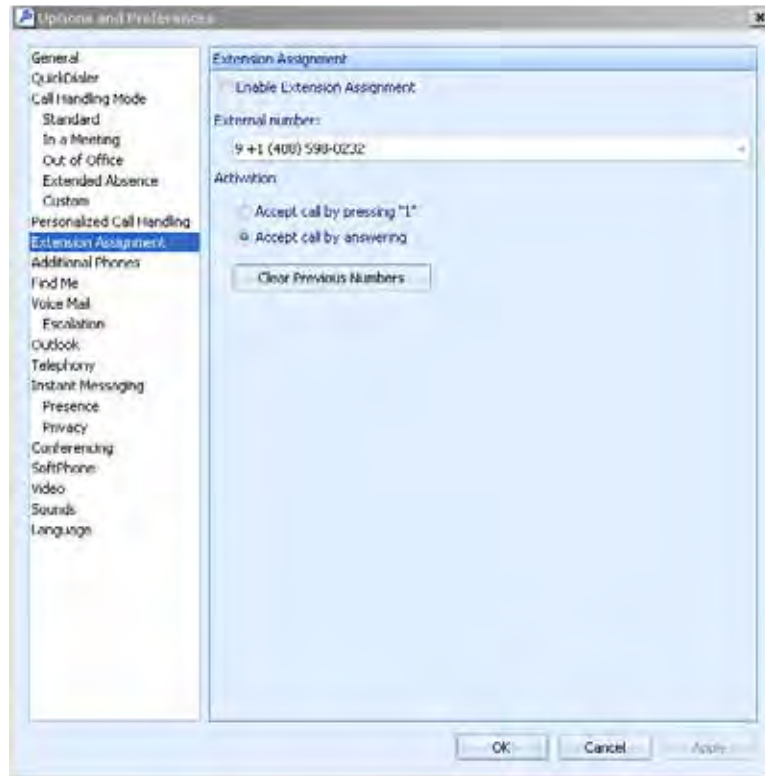 Options and Preferences
General
QuickDialer
Call Handling Mode
Standard
In a Meeting
Out of Office
Extended Absence
Custom
Personalized Call Handling
Extension Assignment
Additional Phones
Find Me
Voice Mail
Escalation
Outlook
Telephony
Instant Messaging
Presence
Privacy
Conferencing
SoftPhone
Video
Sounds
Language
Extension Assignment
Enable Extension Assignment
External number:
9 +1 (408) 598-0232
Activation
Accept call by pressing "1"
Accept call by answering
Clear Previous Numbers
OK
Cancel
Apply